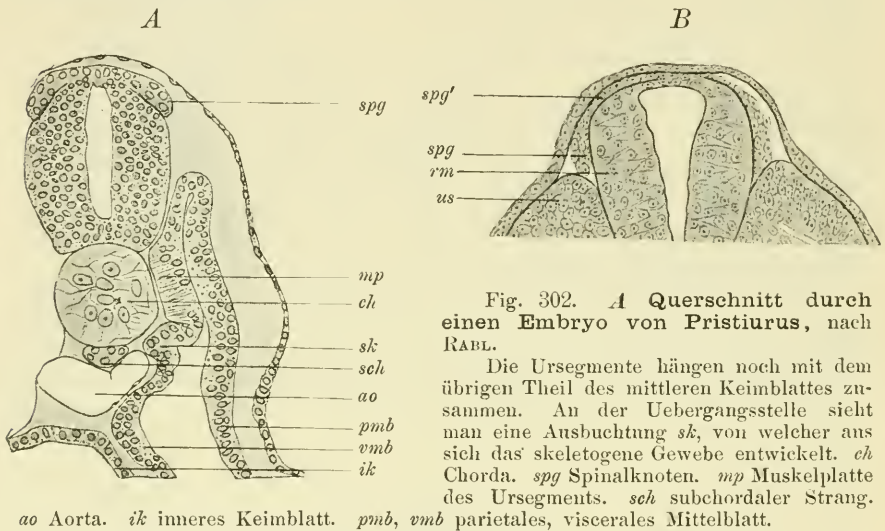 A
B
spg
mp
ch
sk
sch
ao
pmb
vmb
ik
spg'
spg
rm
us
Fig. 302. A Querschnitt durch
einen Embryo von Pristiurus, nach
RABL.
Die Ursegmente hängen noch mit dem
übrigen Theil des mittleren Keimblattes zu-
sammen. An der Uebergangsstelle sieht
man eine Ausbuchtung sk, von welcher aus
sich das skeletogene Gewebe entwickelt. ch
Chorda. spg Spinalknoten. mp Muskelplatte
des Ursegments. sch subchordaler Strang.
ao Aorta. ik inneres Keimblatt. pmb, vmb parietales, viscerales Mittelblatt.